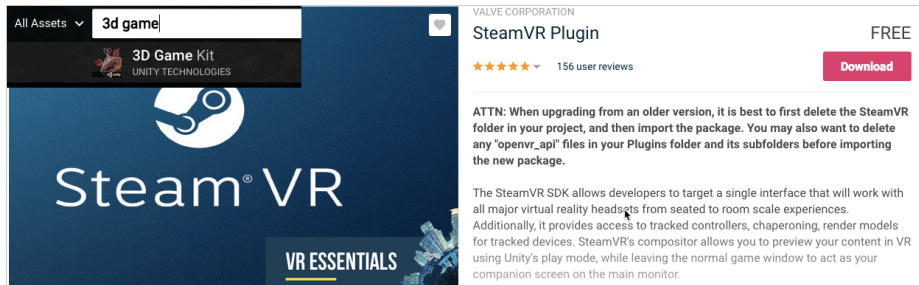 All Assets
3d game
3D Game Kit
UNITY TECHNOLOGIES
Steam®VR
VR ESSENTIALS
VALVE CORPORATION
SteamVR Plugin
FREE
156 user reviews
Download
ATTN: When upgrading from an older version, it is best to first delete the SteamVR
folder in your project, and then import the package. You may also want to delete
any "openvr_api" files in your Plugins folder and its subfolders before importing
the new package.
The SteamVR SDK allows developers to target a single interface that will work with
all major virtual reality headsets from seated to room scale experiences.
Additionally, it provides access to tracked controllers, chaperoning, render models
for tracked devices. SteamVR's compositor allows you to preview your content in VR
using Unity's play mode, while leaving the normal game window to act as your
companion screen on the main monitor.